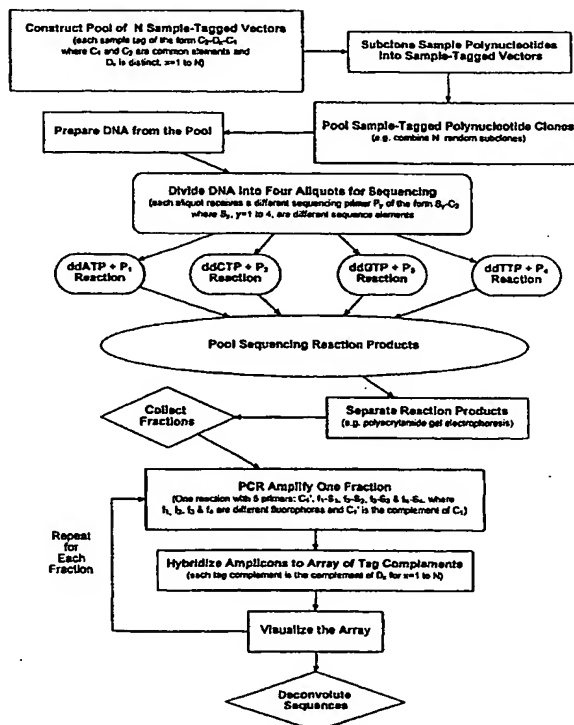 Construct Pool of N Sample-Tagged Vectors
(each sample tag of the form C₂-Dₓ-C₁
where C₁ and C₂ are common elements and
Dₓ is distinct, x=1 to N)
Subclone Sample Polynucleotides
Into Sample-Tagged Vectors
Prepare DNA from the Pool
Pool Sample-Tagged Polynucleotide Clones
(e.g. combine N random subclones)
Divide DNA Into Four Aliquots for Sequencing
(each aliquot receives a different sequencing primer Pᵧ of the form Sᵧ-C₂
where Sᵧ, y=1 to 4, are different sequence elements
ddATP + P₁
Reaction
ddCTP + P₂
Reaction
ddGTP + P₃
Reaction
ddTTP + P₄
Reaction
Pool Sequencing Reaction Products
Collect
Fractions
Separate Reaction Products
(e.g. polyacrylamide gel electrophoresis)
PCR Amplify One Fraction
(One reaction with 5 primers: C₁', f₁-S₁, f₂-S₂, f₃-S₃ & f₄-S₄, where
f₁, f₂, f₃ & f₄ are different fluorophores and C₁' is the complement of C₁)
Repeat
for
Each
Fraction
Hybridize Amplicons to Array of Tag Complements
(each tag complement is the complement of Dₓ for x=1 to N)
Visualize the Array
Deconvolute
Sequences